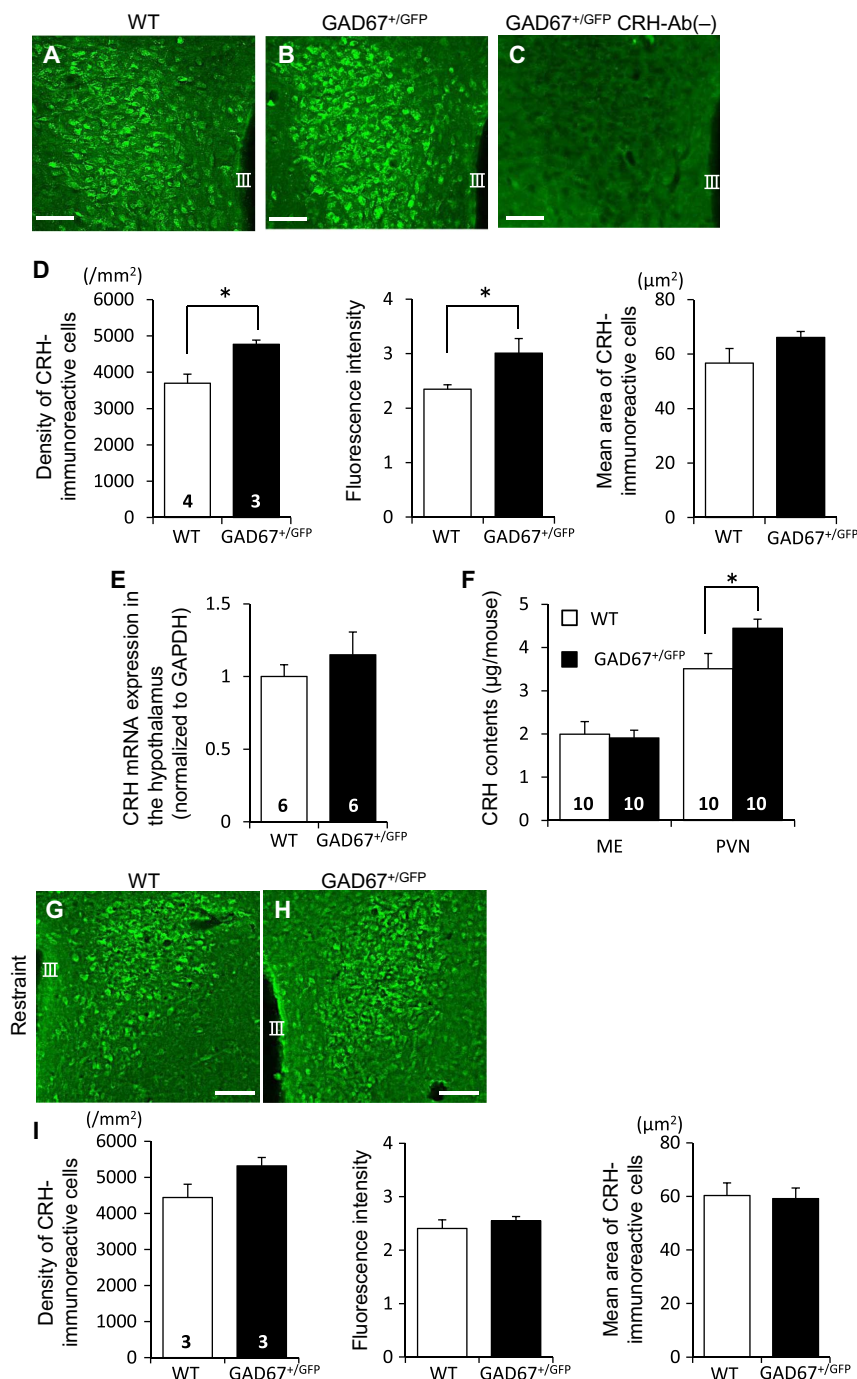 WT
GAD67+/GFP
GAD67+/GFP CRH-Ab(–)
A
B
C
III
III
D
(/mm²)
Density of CRH-
immunoreactive cells
6000
5000
4000
3000
2000
1000
0
*
4
3
WT
GAD67+/GFP
Fluorescence intensity
4
3
2
1
0
*
WT
GAD67+/GFP
(µm²)
Mean area of CRH-
immunoreactive cells
80
60
40
20
0
WT
GAD67+/GFP
E
CRH mRNA expression in
the hypothalamus
(normalized to GAPDH)
1.5
1
0.5
0
6
6
WT
GAD67+/GFP
F
CRH contents (µg/mouse)
5
4
3
2
1
0
WT
GAD67+/GFP
*
10
10
10
10
ME
PVN
WT
GAD67+/GFP
Restraint
G
H
III
III
I
(/mm²)
Density of CRH-
immunoreactive cells
6000
5000
4000
3000
2000
1000
0
3
3
WT
GAD67+/GFP
Fluorescence intensity
4
3
2
1
0
WT
GAD67+/GFP
(µm²)
Mean area of CRH-
immunoreactive cells
80
60
40
20
0
WT
GAD67+/GFP